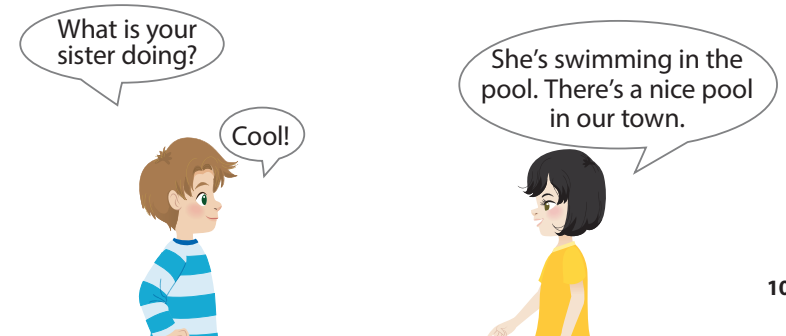 What is your
sister doing?
She's swimming in the
pool. There's a nice pool
in our town.
Cool!
10